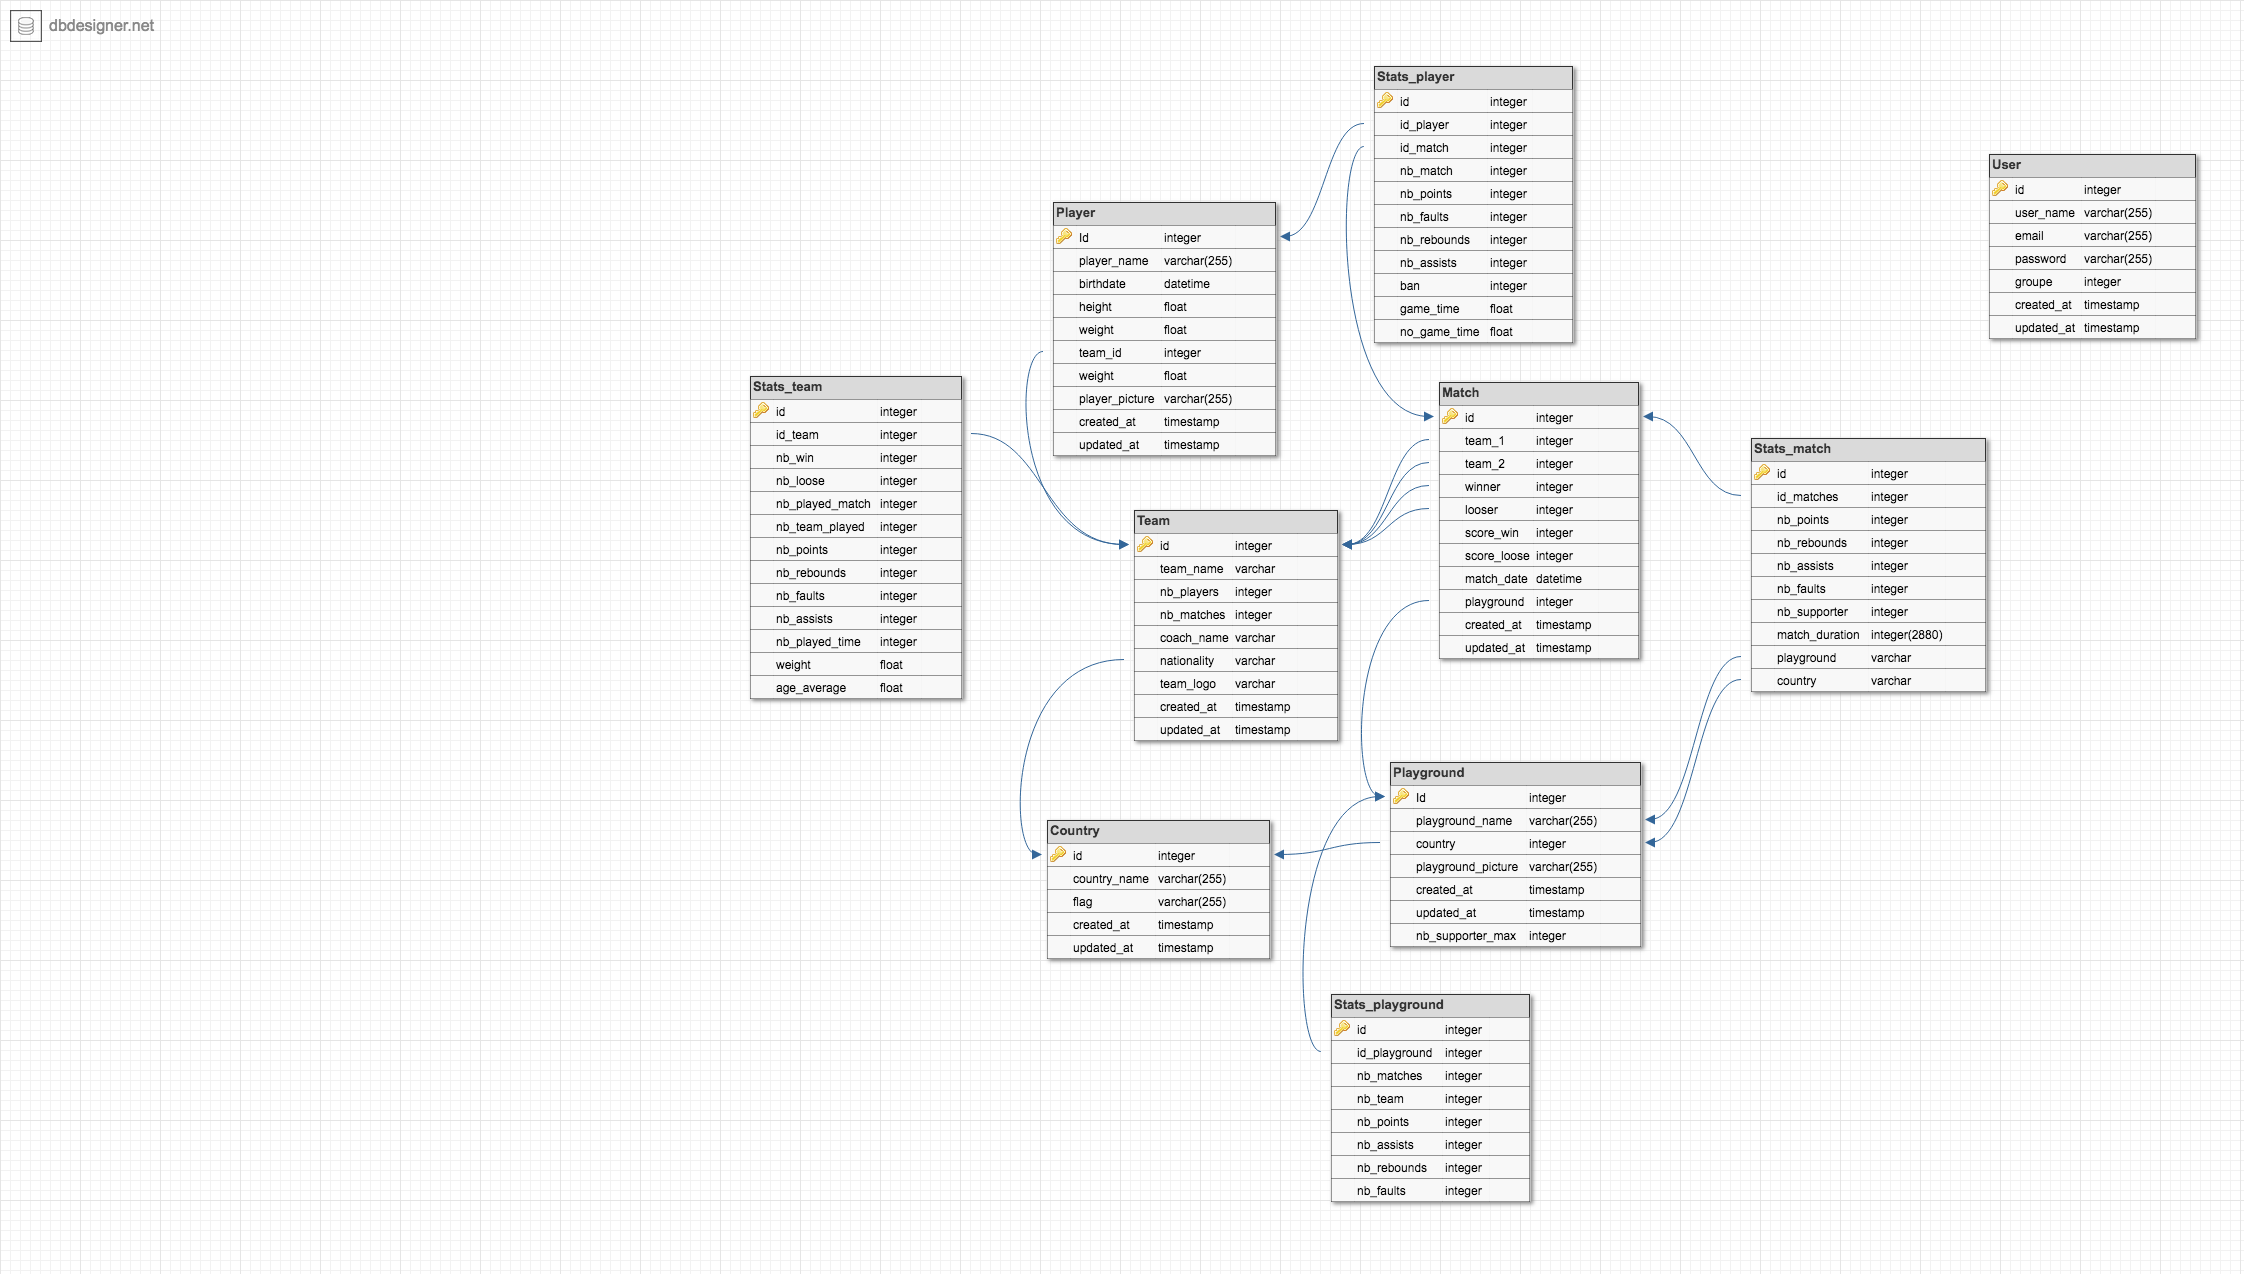 dbdesigner.net
Stats_player
id integer
id_player integer
id_match integer
nb_match integer
nb_points integer
nb_faults integer
nb_rebounds integer
nb_assists integer
ban integer
game_time float
no_game_time float
User
id integer
user_name varchar(255)
email varchar(255)
password varchar(255)
groupe integer
created_at timestamp
updated_at timestamp
Player
Id integer
player_name varchar(255)
birthdate datetime
height float
weight float
team_id integer
weight float
player_picture varchar(255)
created_at timestamp
updated_at timestamp
Stats_team
id integer
id_team integer
nb_win integer
nb_loose integer
nb_played_match integer
nb_team_played integer
nb_points integer
nb_rebounds integer
nb_faults integer
nb_assists integer
nb_played_time integer
weight float
age_average float
Match
id integer
team_1 integer
team_2 integer
winner integer
looser integer
score_win integer
score_loose integer
match_date datetime
playground integer
created_at timestamp
updated_at timestamp
Stats_match
id integer
id_matches integer
nb_points integer
nb_rebounds integer
nb_assists integer
nb_faults integer
nb_supporter integer
match_duration integer(2880)
playground varchar
country varchar
Team
id integer
team_name varchar
nb_players integer
nb_matches integer
coach_name varchar
nationality varchar
team_logo varchar
created_at timestamp
updated_at timestamp
Playground
Id integer
playground_name varchar(255)
country integer
playground_picture varchar(255)
created_at timestamp
updated_at timestamp
nb_supporter_max integer
Country
id integer
country_name varchar(255)
flag varchar(255)
created_at timestamp
updated_at timestamp
Stats_playground
id integer
id_playground integer
nb_matches integer
nb_team integer
nb_points integer
nb_assists integer
nb_rebounds integer
nb_faults integer